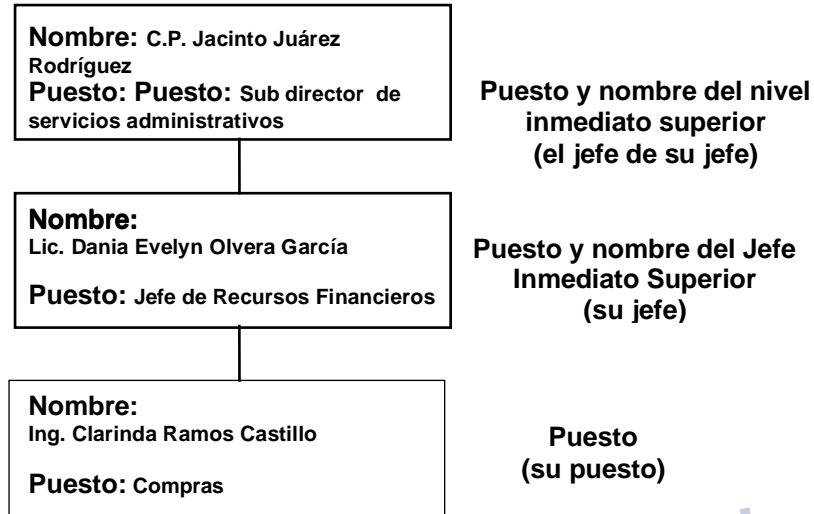 Nombre: C.P. Jacinto Juárez
Rodríguez
Puesto: Puesto: Sub director de
servicios administrativos
Puesto y nombre del nivel
inmediato superior
(el jefe de su jefe)
Nombre:
Lic. Dania Evelyn Olvera García
Puesto: Jefe de Recursos Financieros
Puesto y nombre del Jefe
Inmediato Superior
(su jefe)
Nombre:
Ing. Clarinda Ramos Castillo
Puesto: Compras
Puesto
(su puesto)